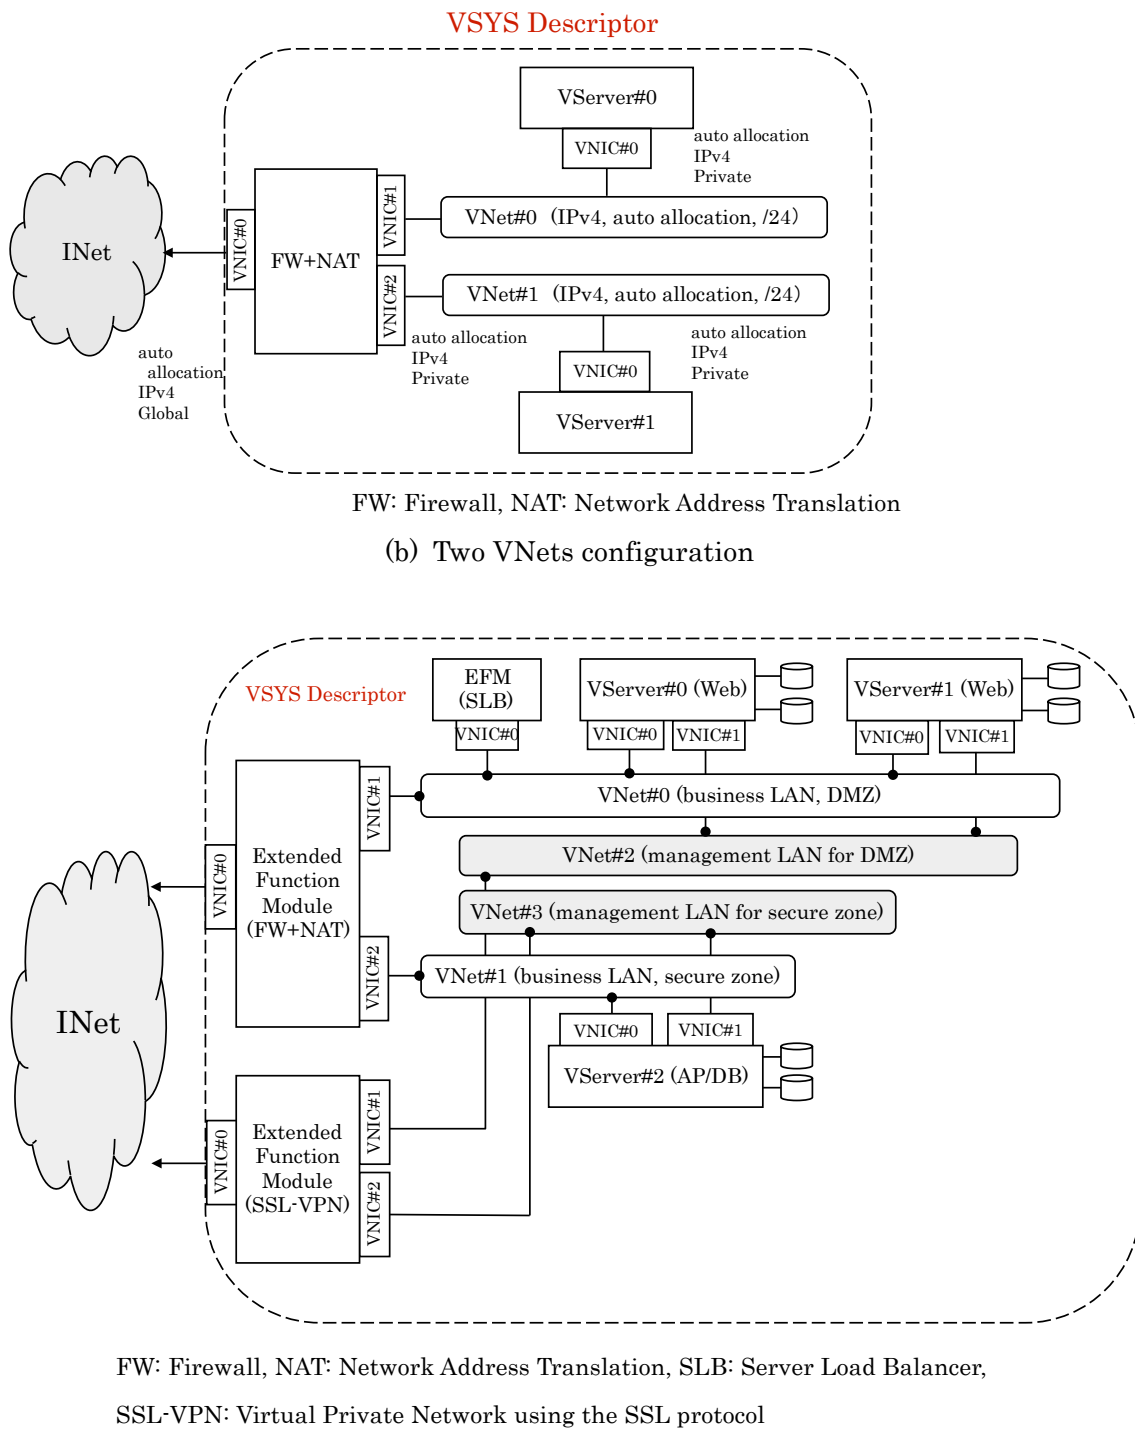 VSYS Descriptor
VServer#0
VNIC#0
auto allocation
IPv4
Private
VNIC#1
VNet#0 (IPv4, auto allocation, /24)
INet
VNIC#0
FW+NAT
VNIC#2
VNet#1 (IPv4, auto allocation, /24)
auto
allocation
IPv4
Global
auto allocation
IPv4
Private
auto allocation
IPv4
Private
VNIC#0
VServer#1
FW: Firewall, NAT: Network Address Translation
(b) Two VNets configuration
VSYS Descriptor
EFM
(SLB)
VNIC#0
VServer#0 (Web)
VNIC#0
VNIC#1
VServer#1 (Web)
VNIC#0
VNIC#1
VNIC#1
VNet#0 (business LAN, DMZ)
VNet#2 (management LAN for DMZ)
VNIC#0
Extended
Function
Module
(FW+NAT)
VNet#3 (management LAN for secure zone)
VNIC#2
VNet#1 (business LAN, secure zone)
INet
VNIC#0
VNIC#1
VServer#2 (AP/DB)
VNIC#1
VNIC#0
Extended
Function
Module
(SSL-VPN)
VNIC#2
FW: Firewall, NAT: Network Address Translation, SLB: Server Load Balancer,
SSL-VPN: Virtual Private Network using the SSL protocol